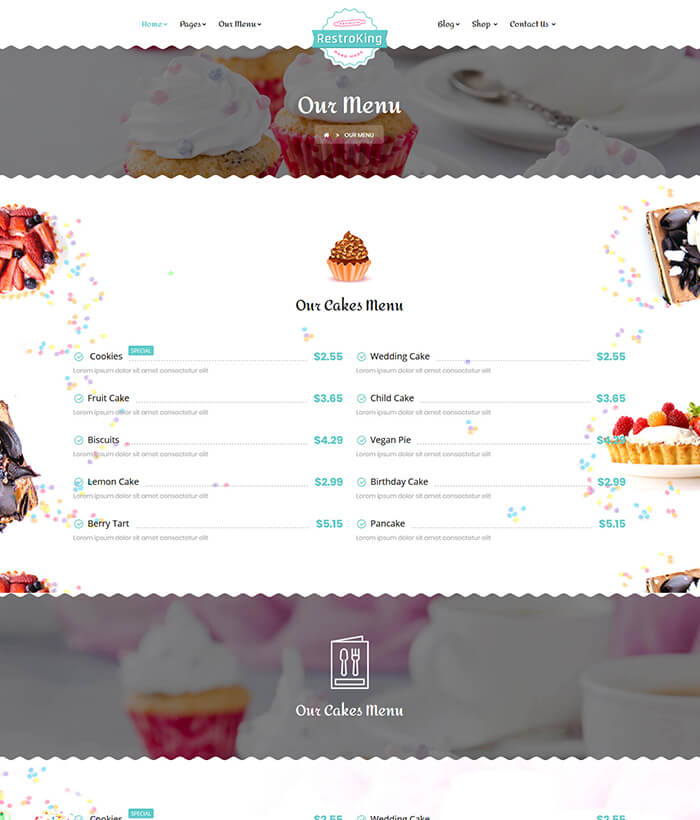 Home Pages Our Menu RestroKing Blog Shop Contact Us
HAND MADE
Our Menu
> OUR MENU
Our Cakes Menu
Cookies SPECIAL $2.55
Lorem ipsum dolor sit amet consectetur elit
Wedding Cake $2.55
Lorem ipsum dolor sit amet consectetur elit
Fruit Cake $3.65
Lorem ipsum dolor sit amet consectetur elit
Child Cake $3.65
Lorem ipsum dolor sit amet consectetur elit
Biscuits $4.29
Lorem ipsum dolor sit amet consectetur elit
Vegan Pie $4.29
Lorem ipsum dolor sit amet consectetur elit
Lemon Cake $2.99
Lorem ipsum dolor sit amet consectetur elit
Birthday Cake $2.99
Lorem ipsum dolor sit amet consectetur elit
Berry Tart $5.15
Lorem ipsum dolor sit amet consectetur elit
Pancake $5.15
Lorem ipsum dolor sit amet consectetur elit
Our Cakes Menu
Cookies SPECIAL $2.55
Wedding Cake $2.55